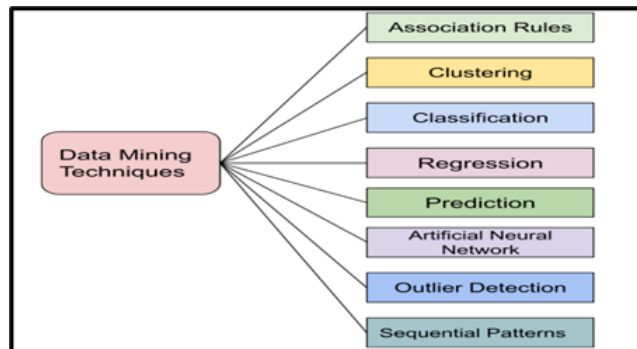 Association Rules
Clustering
Classification
Data Mining
Techniques
Regression
Prediction
Artificial Neural
Network
Outlier Detection
Sequential Patterns